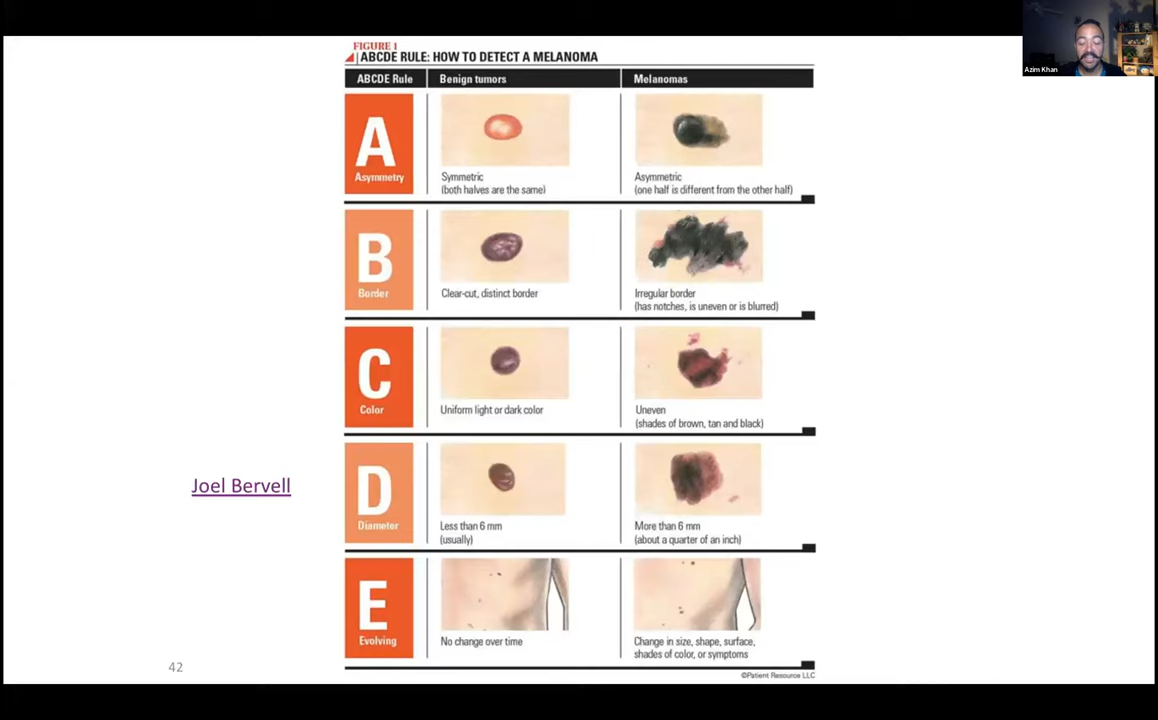 FIGURE 1
ABCDE RULE: HOW TO DETECT A MELANOMA
ABCDE Rule Benign tumors Melanomas
A
Asymmetry
Symmetric
(both halves are the same)
Asymmetric
(one half is different from the other half)
B
Border
Clear-cut, distinct border
Irregular border
(has notches, is uneven or is blurred)
C
Color
Uniform light or dark color
Uneven
(shades of brown, tan and black)
D
Diameter
Less than 6 mm
(usually)
More than 6 mm
(about a quarter of an inch)
E
Evolving
No change over time
Change in size, shape, surface,
shades of color, or symptoms
©Patient Resource LLC
Joel Bervell
42
Azim Khan